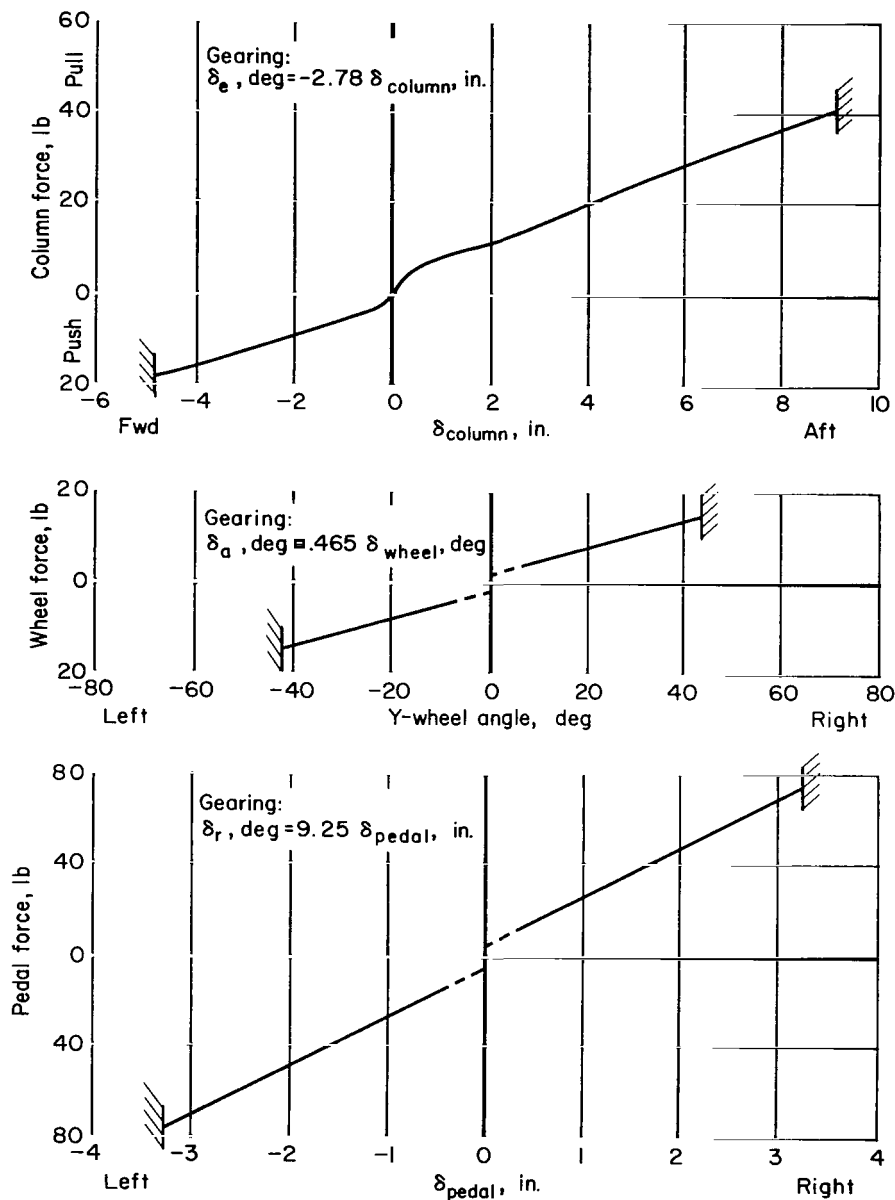 60
Pull
40
20
0
Push
20
Column force, lb
Gearing:
δe, deg=-2.78 δcolumn, in.
-6 -4 -2 0 2 4 6 8 10
Fwd δcolumn, in. Aft
20
0
20
Wheel force, lb
Gearing:
δa, deg=.465 δwheel, deg
-80 -60 -40 -20 0 20 40 60 80
Left Y-wheel angle, deg Right
80
40
0
40
80
Pedal force, lb
Gearing:
δr, deg=9.25 δpedal, in.
-4 -3 -2 -1 0 1 2 3 4
Left δpedal, in. Right